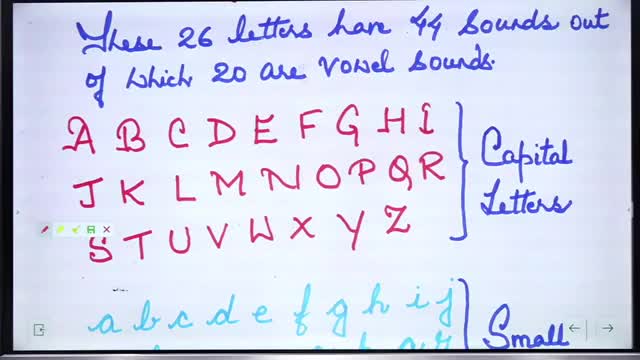 These 26 letters have 44 sounds out
of which 20 are vowel sounds.
A B C D E F G H I
J K L M N O P Q R
S T U V W X Y Z
Capital
Letters
a b c d e f g h i j
Small